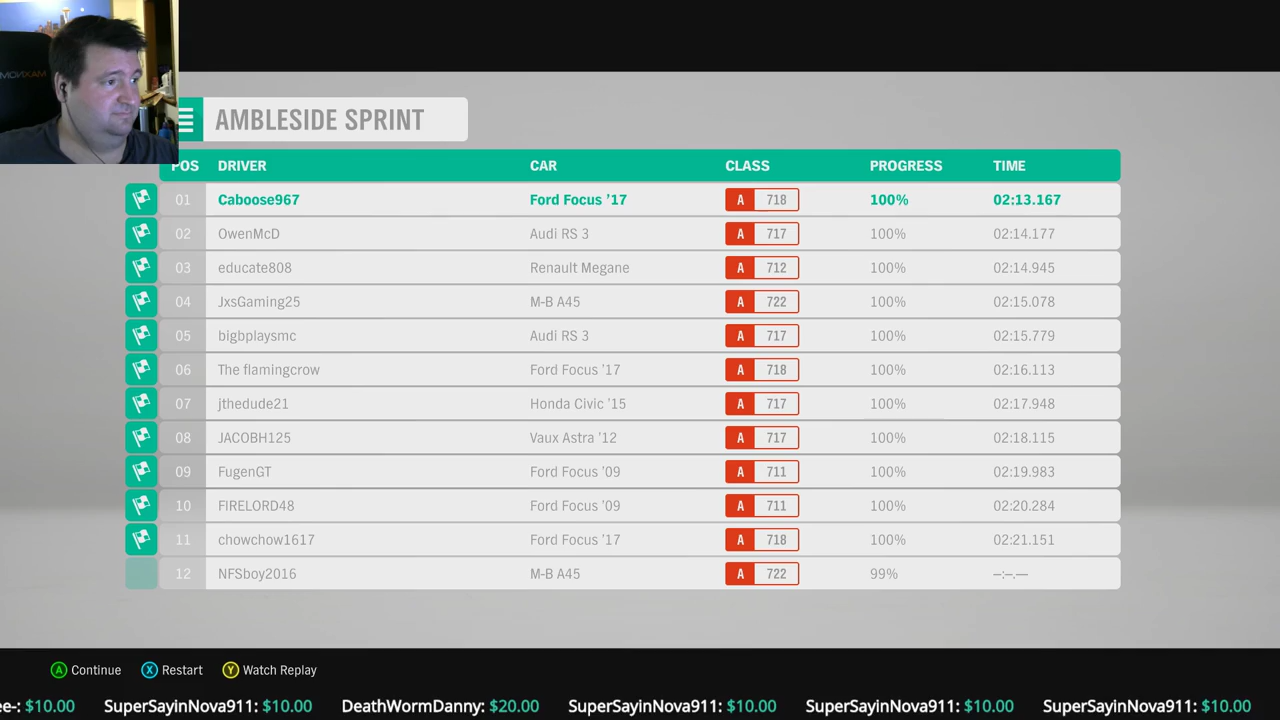 AMBLESIDE SPRINT
POS DRIVER CAR CLASS PROGRESS TIME
01 Caboose967 Ford Focus '17 A 718 100% 02:13.167
02 OwenMcD Audi RS 3 A 717 100% 02:14.177
03 educate808 Renault Megane A 712 100% 02:14.945
04 JxsGaming25 M-B A45 A 722 100% 02:15.078
05 bigbplaysmc Audi RS 3 A 717 100% 02:15.779
06 The flamingcrow Ford Focus '17 A 718 100% 02:16.113
07 jthedude21 Honda Civic '15 A 717 100% 02:17.948
08 JACOBH125 Vaux Astra '12 A 717 100% 02:18.115
09 FugenGT Ford Focus '09 A 711 100% 02:19.983
10 FIRELORD48 Ford Focus '09 A 711 100% 02:20.284
11 chowchow1617 Ford Focus '17 A 718 100% 02:21.151
12 NFSboy2016 M-B A45 A 722 99% –:–.––
A Continue X Restart Y Watch Replay
ee-: $10.00 SuperSayinNova911: $10.00 DeathWormDanny: $20.00 SuperSayinNova911: $10.00 SuperSayinNova911: $10.00 SuperSayinNova911: $10.00